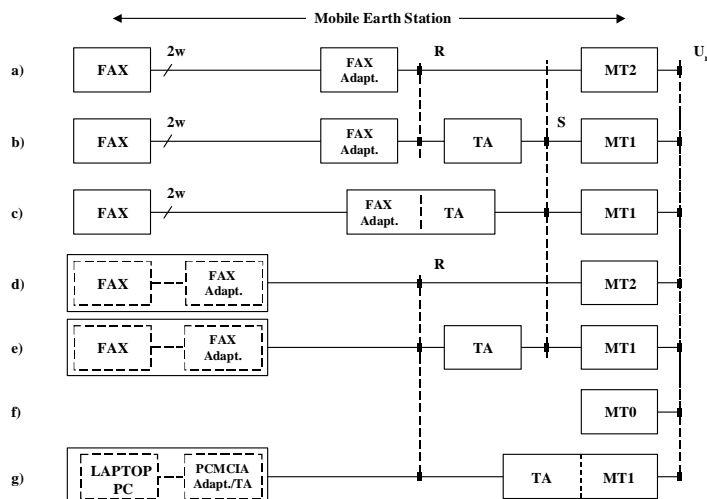 Mobile Earth Station
a) FAX 2w FAX Adapt. R MT2 U
b) FAX 2w FAX Adapt. TA S MT1
c) FAX 2w FAX Adapt. TA MT1
d) FAX FAX Adapt. R MT2
e) FAX FAX Adapt. TA MT1
f) MT0
g) LAPTOP PC PCMCIA Adapt./TA TA MT1